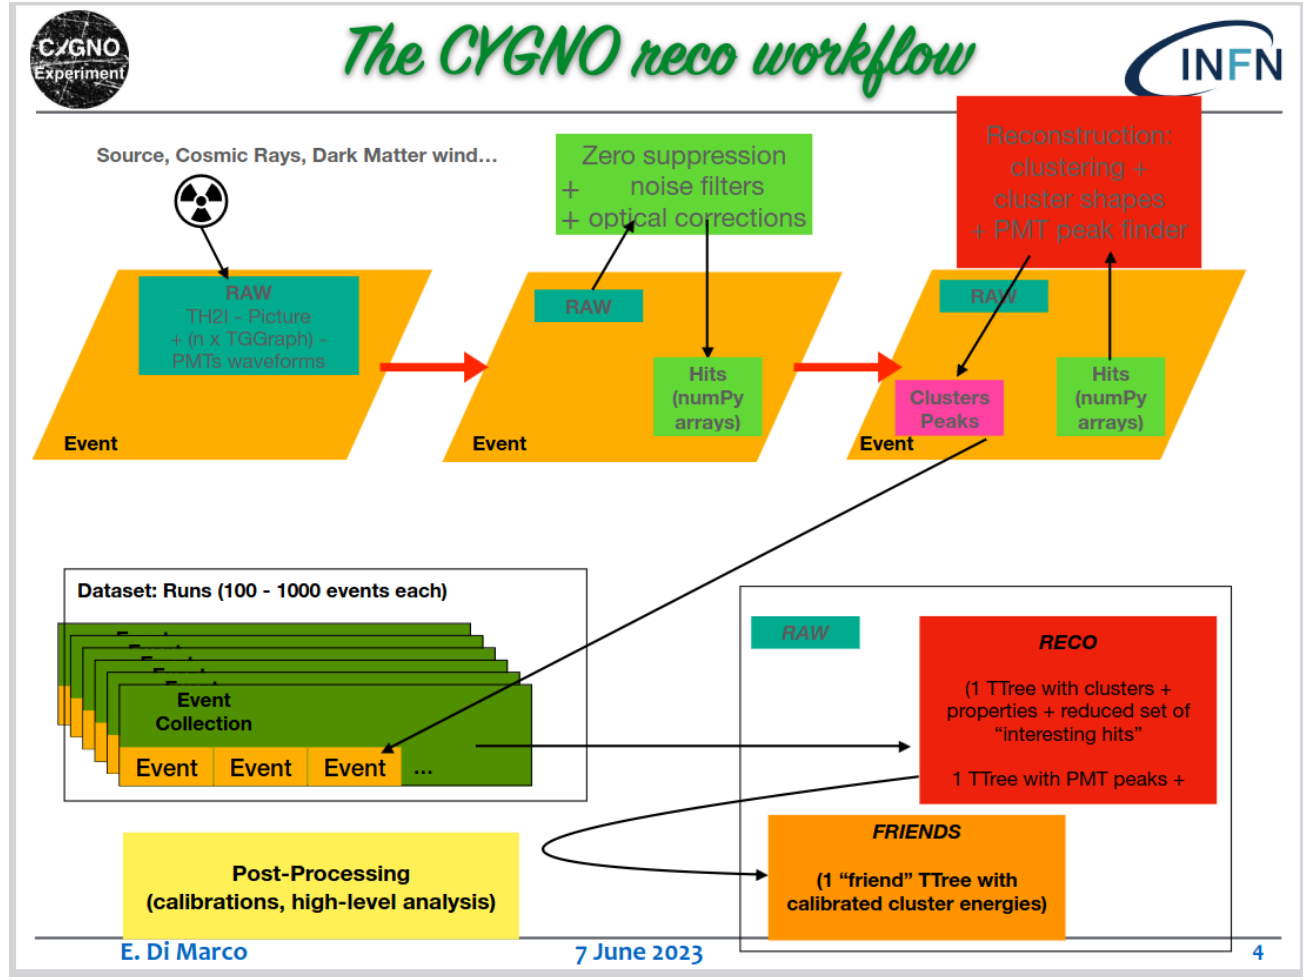 CYGNO
Experiment
The CYGNO reco workflow
INFN
Source, Cosmic Rays, Dark Matter wind...
Zero suppression
+ noise filters
+ optical corrections
Reconstruction:
clustering +
cluster shapes
+ PMT peak finder
RAW
TH2I - Picture
+ (n x TGGraph) -
PMTs waveforms
Event
RAW
Hits
(numPy
arrays)
Event
RAW
Clusters
Peaks
Hits
(numPy
arrays)
Event
Dataset: Runs (100 - 1000 events each)
Event
Collection
Event Event Event ...
RAW
RECO
(1 TTree with clusters +
properties + reduced set of
“interesting hits”
1 TTree with PMT peaks +
FRIENDS
(1 “friend” TTree with
calibrated cluster energies)
Post-Processing
(calibrations, high-level analysis)
E. Di Marco
7 June 2023
4